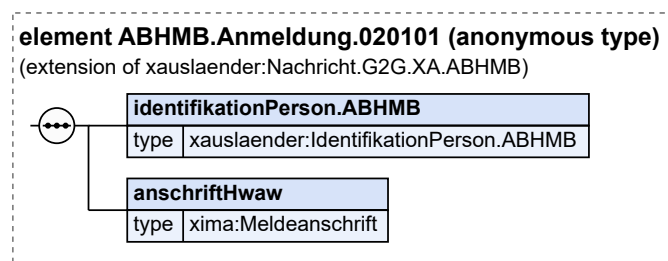 element ABHMB.Anmeldung.020101 (anonymous type)
(extension of xauslaender:Nachricht.G2G.XA.ABHMB)
identifikationPerson.ABHMB
type xauslaender:IdentifikationPerson.ABHMB
anschriftHwaw
type xima:Meldeanschrift